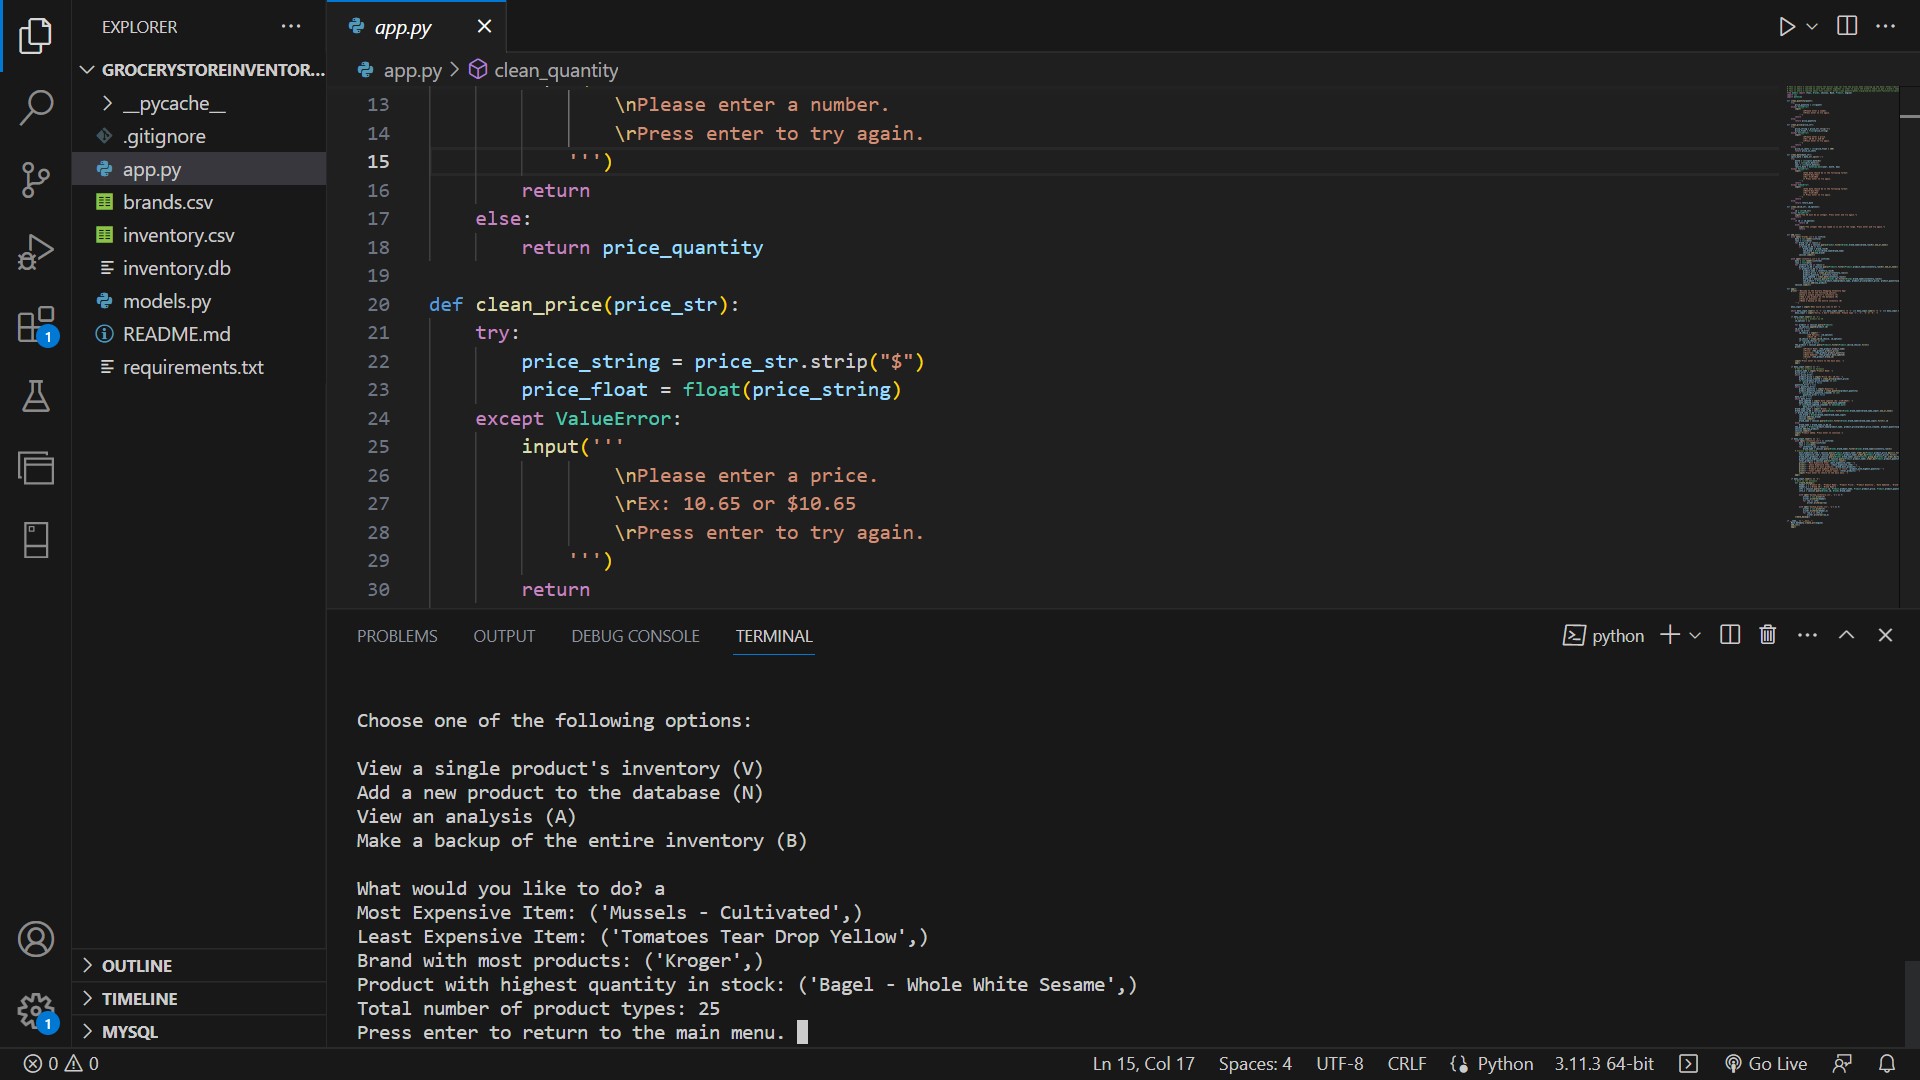 EXPLORER
GROCERYSTOREINVENTOR...
__pycache__
.gitignore
app.py
brands.csv
inventory.csv
inventory.db
models.py
README.md
requirements.txt
OUTLINE
TIMELINE
MYSQL
1
1
app.py
app.py > clean_quantity
13 \nPlease enter a number.
14 \rPress enter to try again.
15 ''')
16 return
17 else:
18 return price_quantity
19
20 def clean_price(price_str):
21 try:
22 price_string = price_str.strip("$")
23 price_float = float(price_string)
24 except ValueError:
25 input('''
26 \nPlease enter a price.
27 \rEx: 10.65 or $10.65
28 \rPress enter to try again.
29 ''')
30 return
PROBLEMS OUTPUT DEBUG CONSOLE TERMINAL python
Choose one of the following options:
View a single product's inventory (V)
Add a new product to the database (N)
View an analysis (A)
Make a backup of the entire inventory (B)
What would you like to do? a
Most Expensive Item: ('Mussels - Cultivated',)
Least Expensive Item: ('Tomatoes Tear Drop Yellow',)
Brand with most products: ('Kroger',)
Product with highest quantity in stock: ('Bagel - Whole White Sesame',)
Total number of product types: 25
Press enter to return to the main menu.
0 0 Ln 15, Col 17 Spaces: 4 UTF-8 CRLF Python 3.11.3 64-bit Go Live